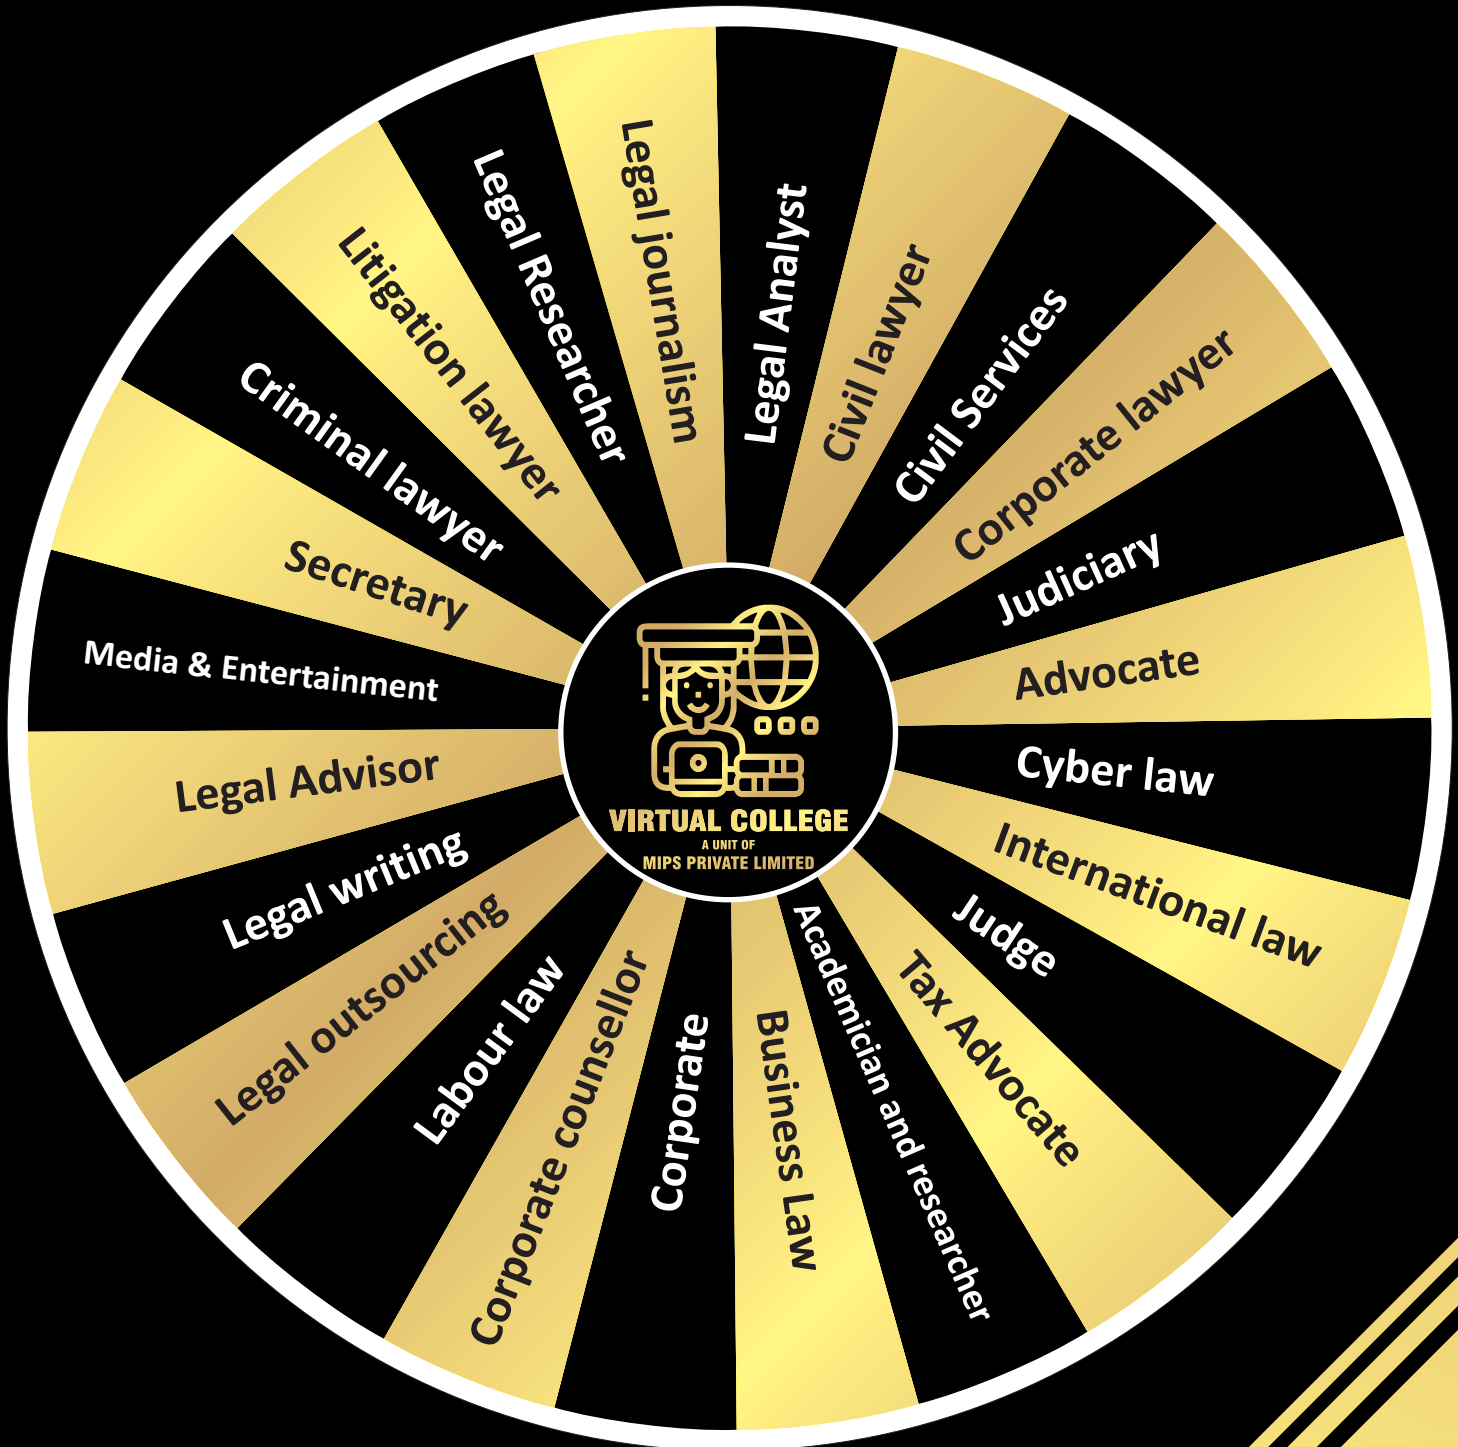 Legal Analyst
Civil lawyer
Civil Services
Corporate lawyer
Judiciary
Advocate
Cyber law
International law
Judge
Tax Advocate
Academician and researcher
Business Law
Corporate
Corporate counsellor
Labour law
Legal outsourcing
Legal writing
Legal Advisor
Media & Entertainment
Secretary
Criminal lawyer
Litigation lawyer
Legal Researcher
Legal journalism
VIRTUAL COLLEGE
A UNIT OF
MIPS PRIVATE LIMITED